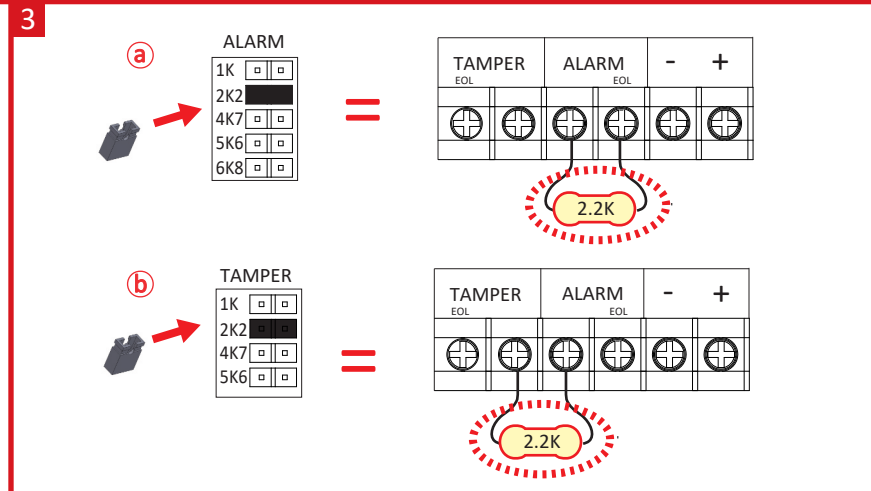 3
a
ALARM
1K
2K2
4K7
5K6
6K8
=
TAMPER ALARM - +
EOL EOL
2.2K
b
TAMPER
1K
2K2
4K7
5K6
=
TAMPER ALARM - +
EOL EOL
2.2K